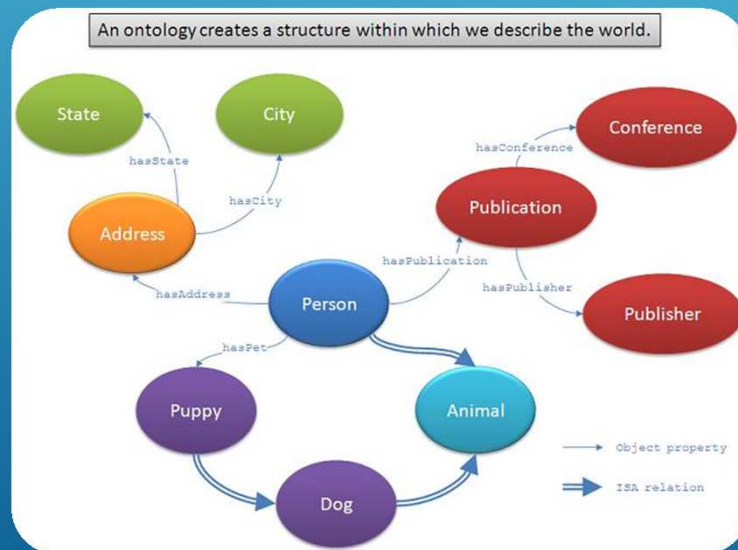 An ontology creates a structure within which we describe the world.
State
City
Conference
hasState
hasConference
hasCity
Publication
Address
hasPublication
hasPublisher
hasAddress
Person
Publisher
hasPet
Puppy
Animal
Object property
ISA relation
Dog